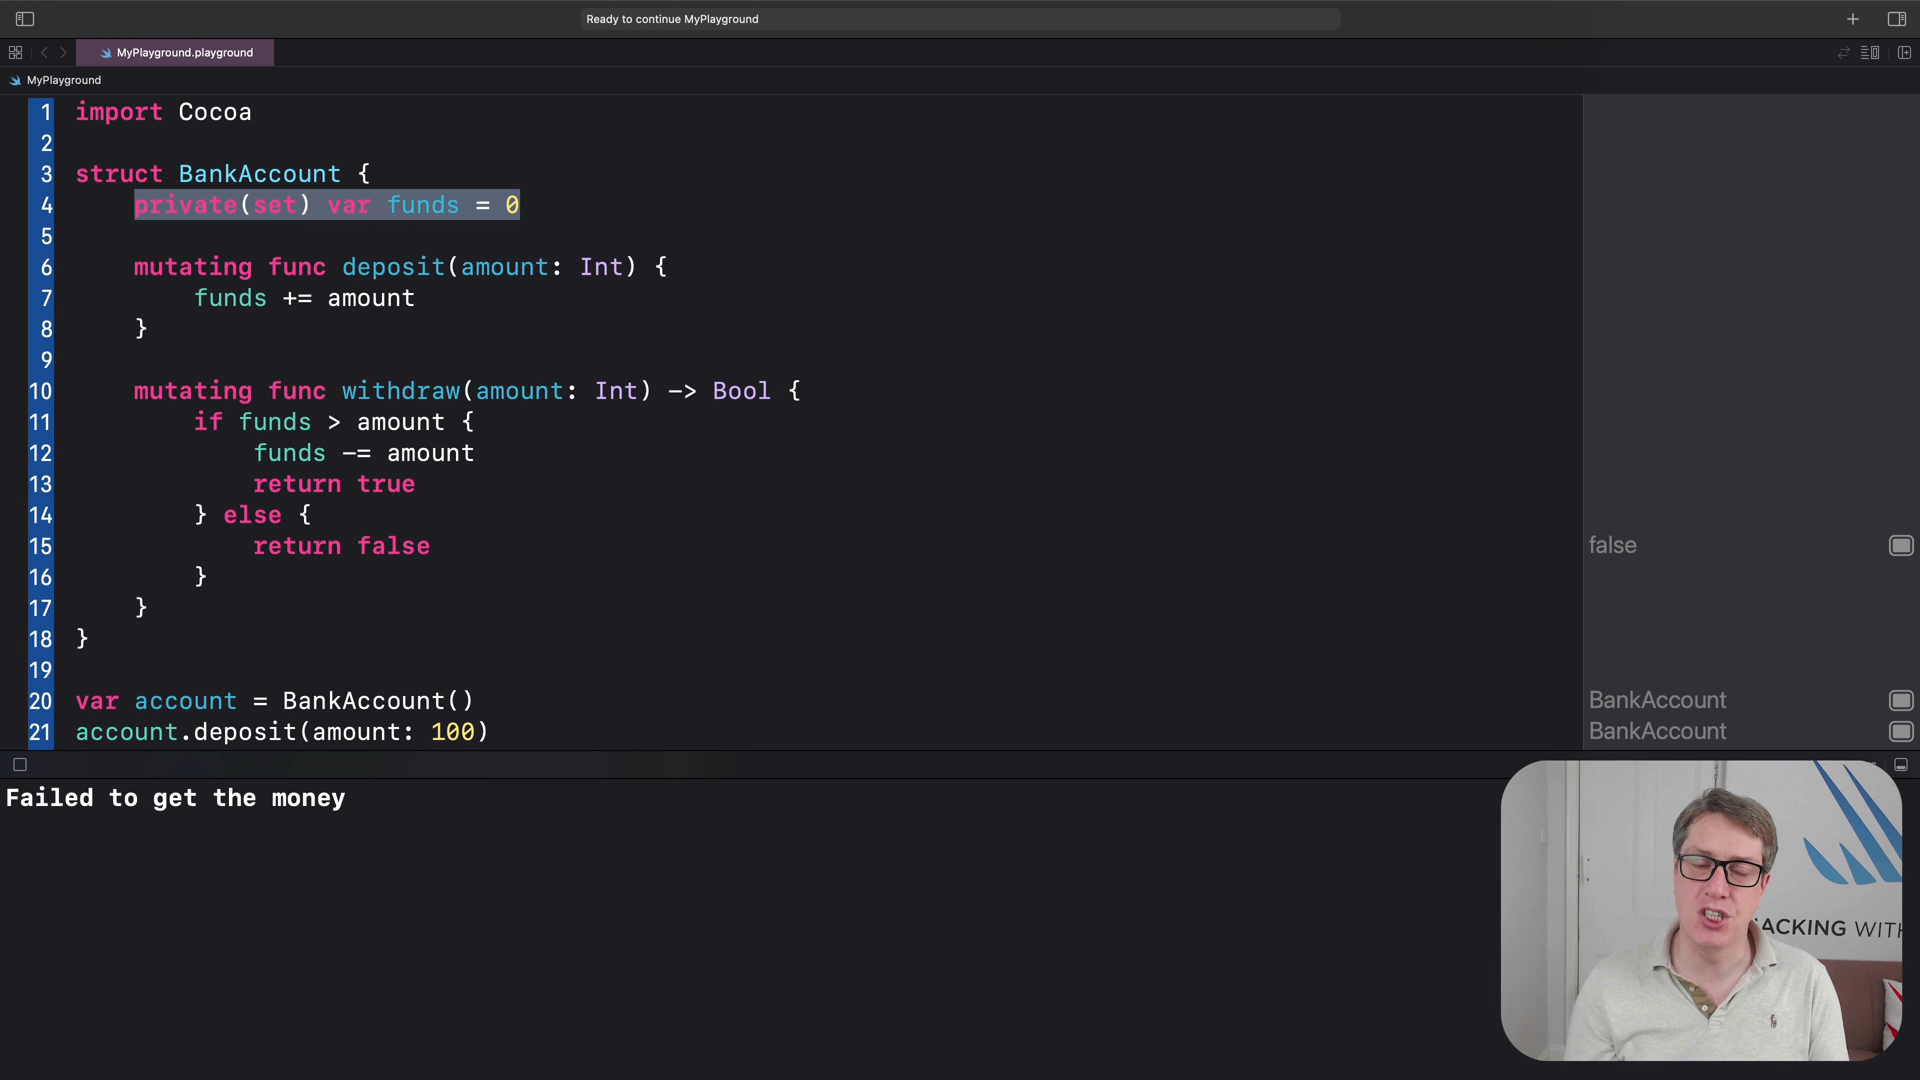 Ready to continue MyPlayground
MyPlayground.playground
MyPlayground
1 import Cocoa
2
3 struct BankAccount {
4     private(set) var funds = 0
5
6     mutating func deposit(amount: Int) {
7         funds += amount
8     }
9
10     mutating func withdraw(amount: Int) -> Bool {
11         if funds > amount {
12             funds -= amount
13             return true
14         } else {
15             return false
false
16         }
17     }
18 }
19
20 var account = BankAccount()
BankAccount
21 account.deposit(amount: 100)
BankAccount
Failed to get the money
ACKING WITH